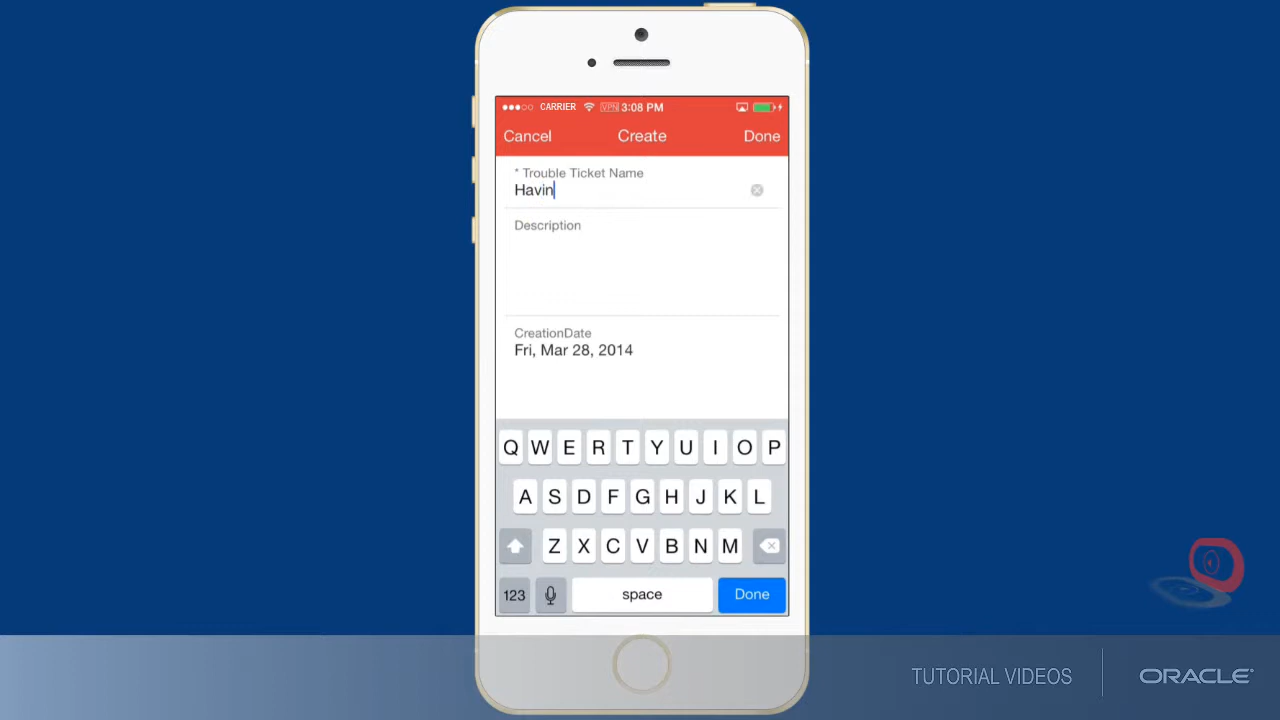 CARRIER VPN 3:08 PM
Cancel Create Done
* Trouble Ticket Name
Havin
Description
CreationDate
Fri, Mar 28, 2014
Q W E R T Y U I O P
A S D F G H J K L
Z X C V B N M
123 space Done
TUTORIAL VIDEOS ORACLE®